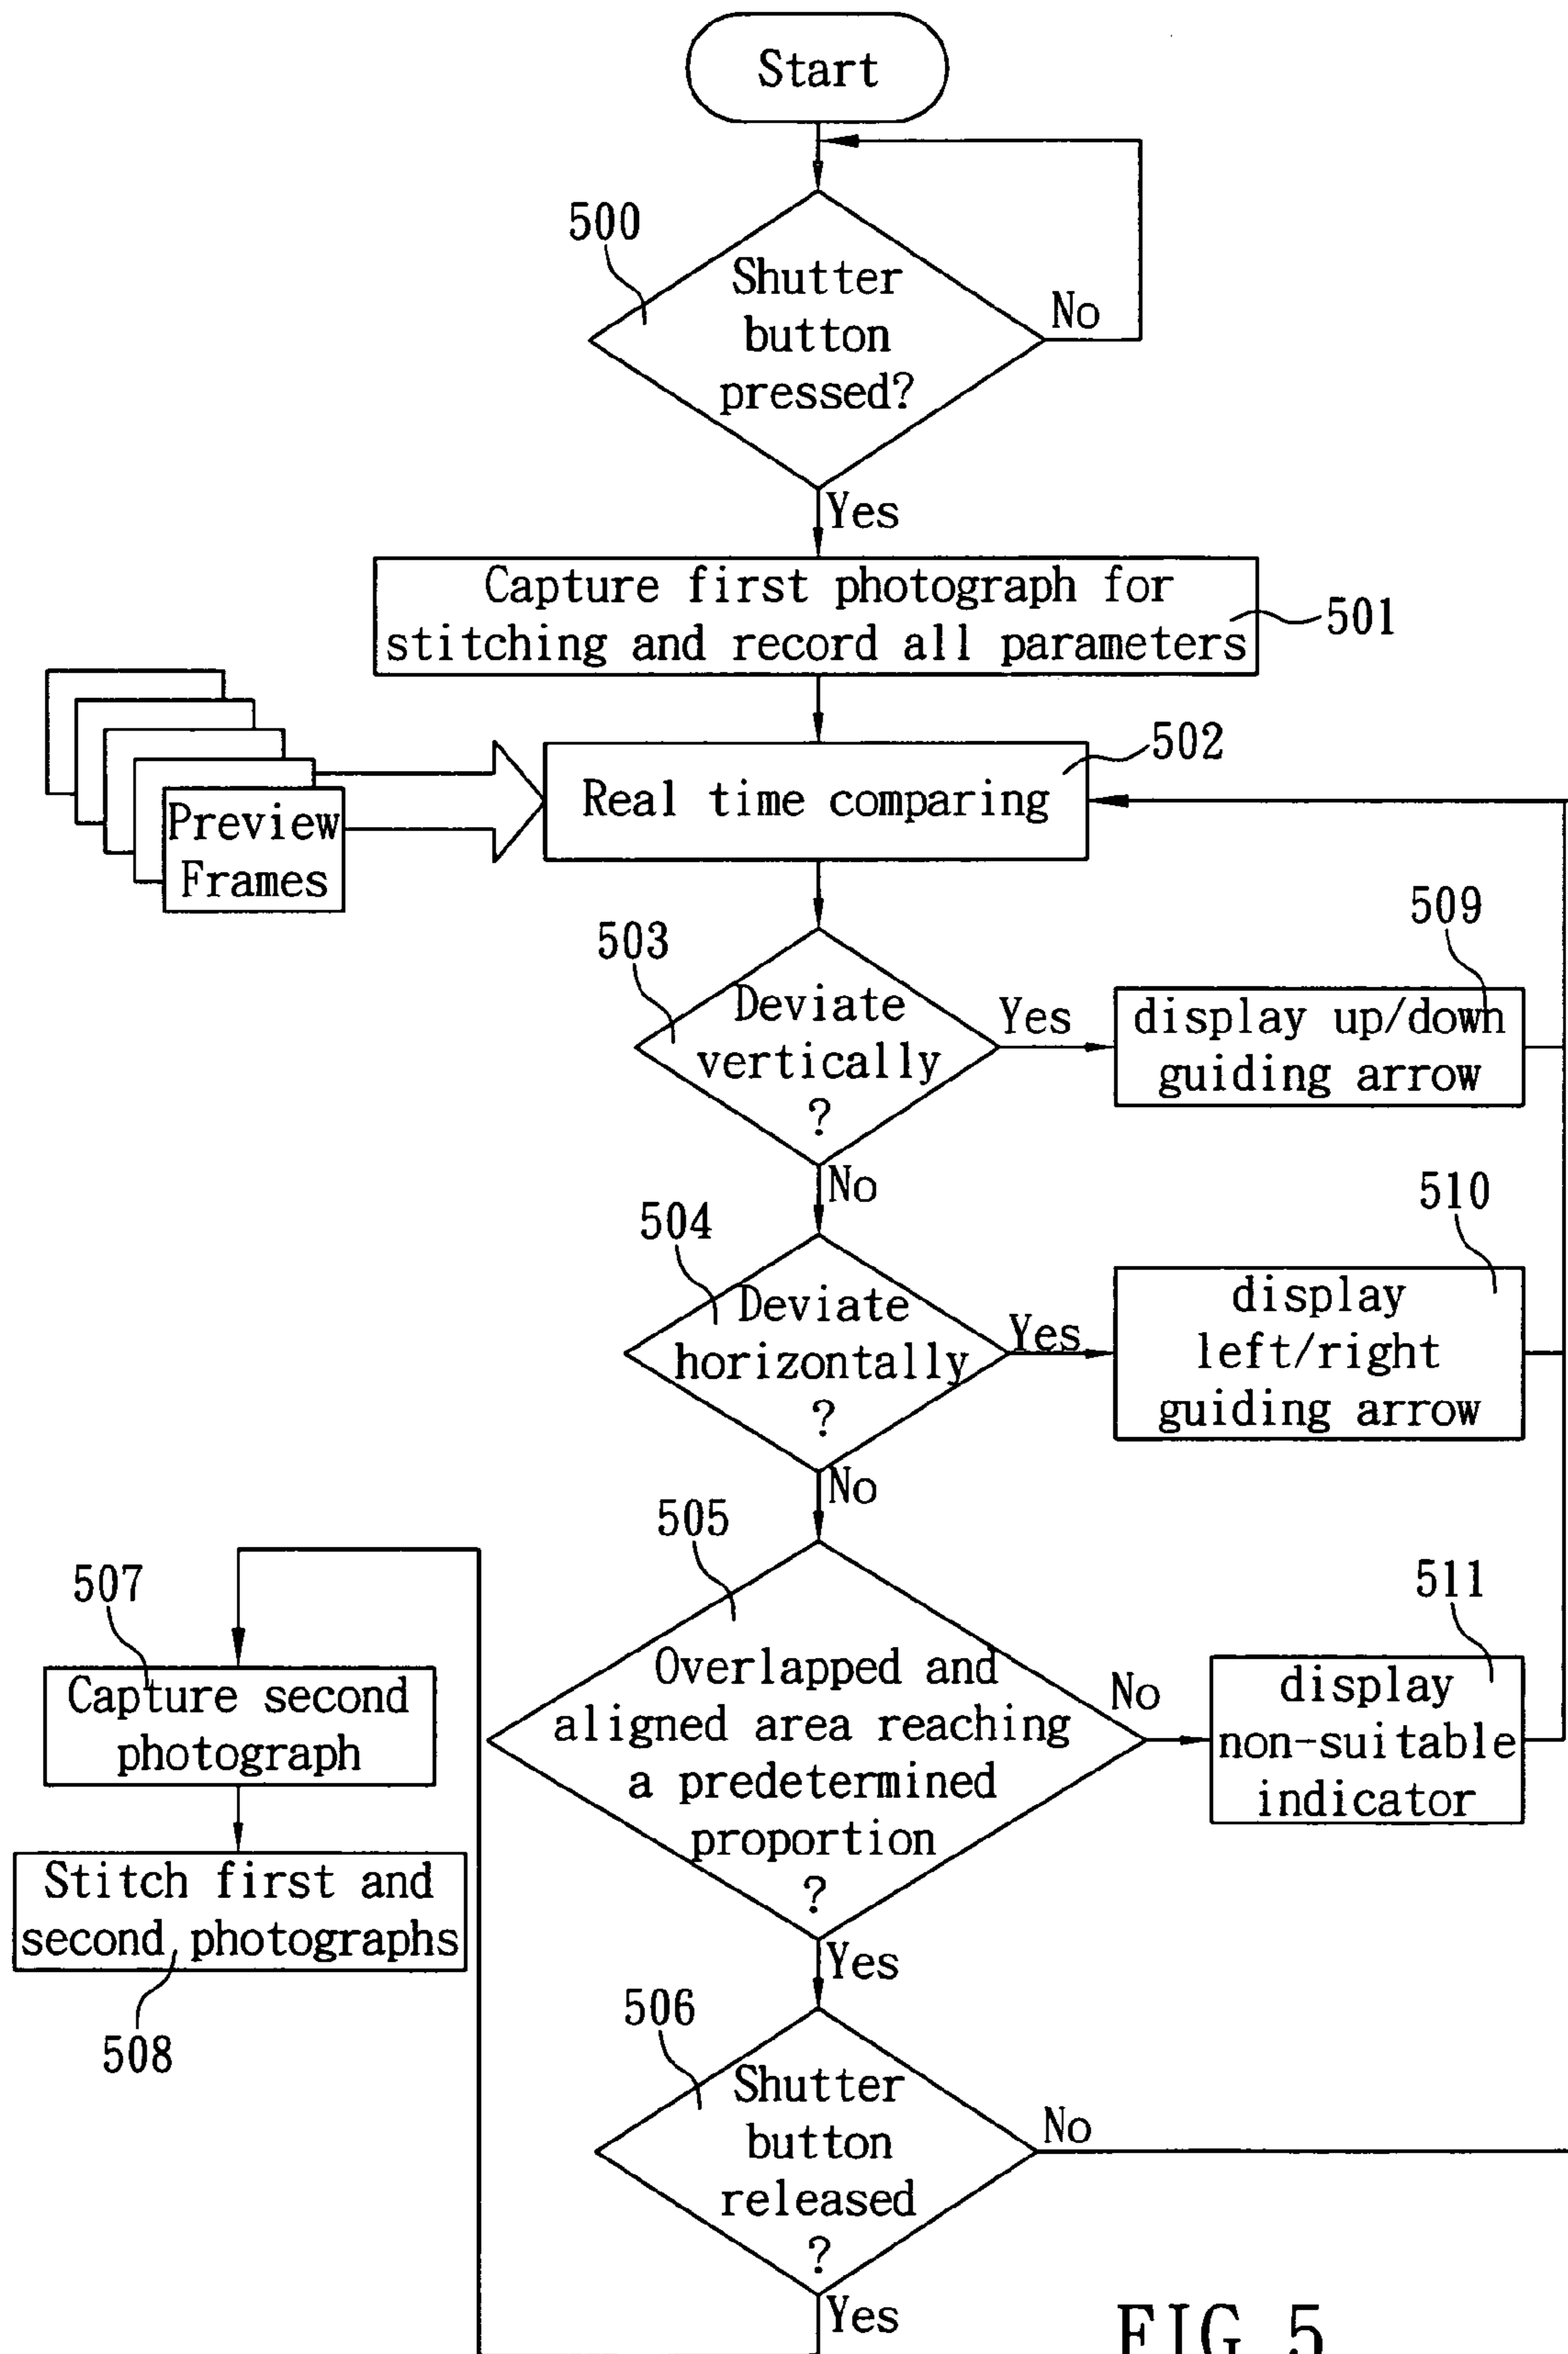 Start
500
Shutter
button
pressed?
No
Yes
Capture first photograph for
stitching and record all parameters
501
Preview
Frames
Real time comparing
502
503
Deviate
vertically
?
Yes
display up/down
guiding arrow
509
No
504
Deviate
horizontally
?
Yes
display
left/right
guiding arrow
510
No
505
Overlapped and
aligned area reaching
a predetermined
proportion
?
No
display
non-suitable
indicator
511
Yes
506
Shutter
button
released
?
No
Yes
507
Capture second
photograph
Stitch first and
second photographs
508
FIG 5